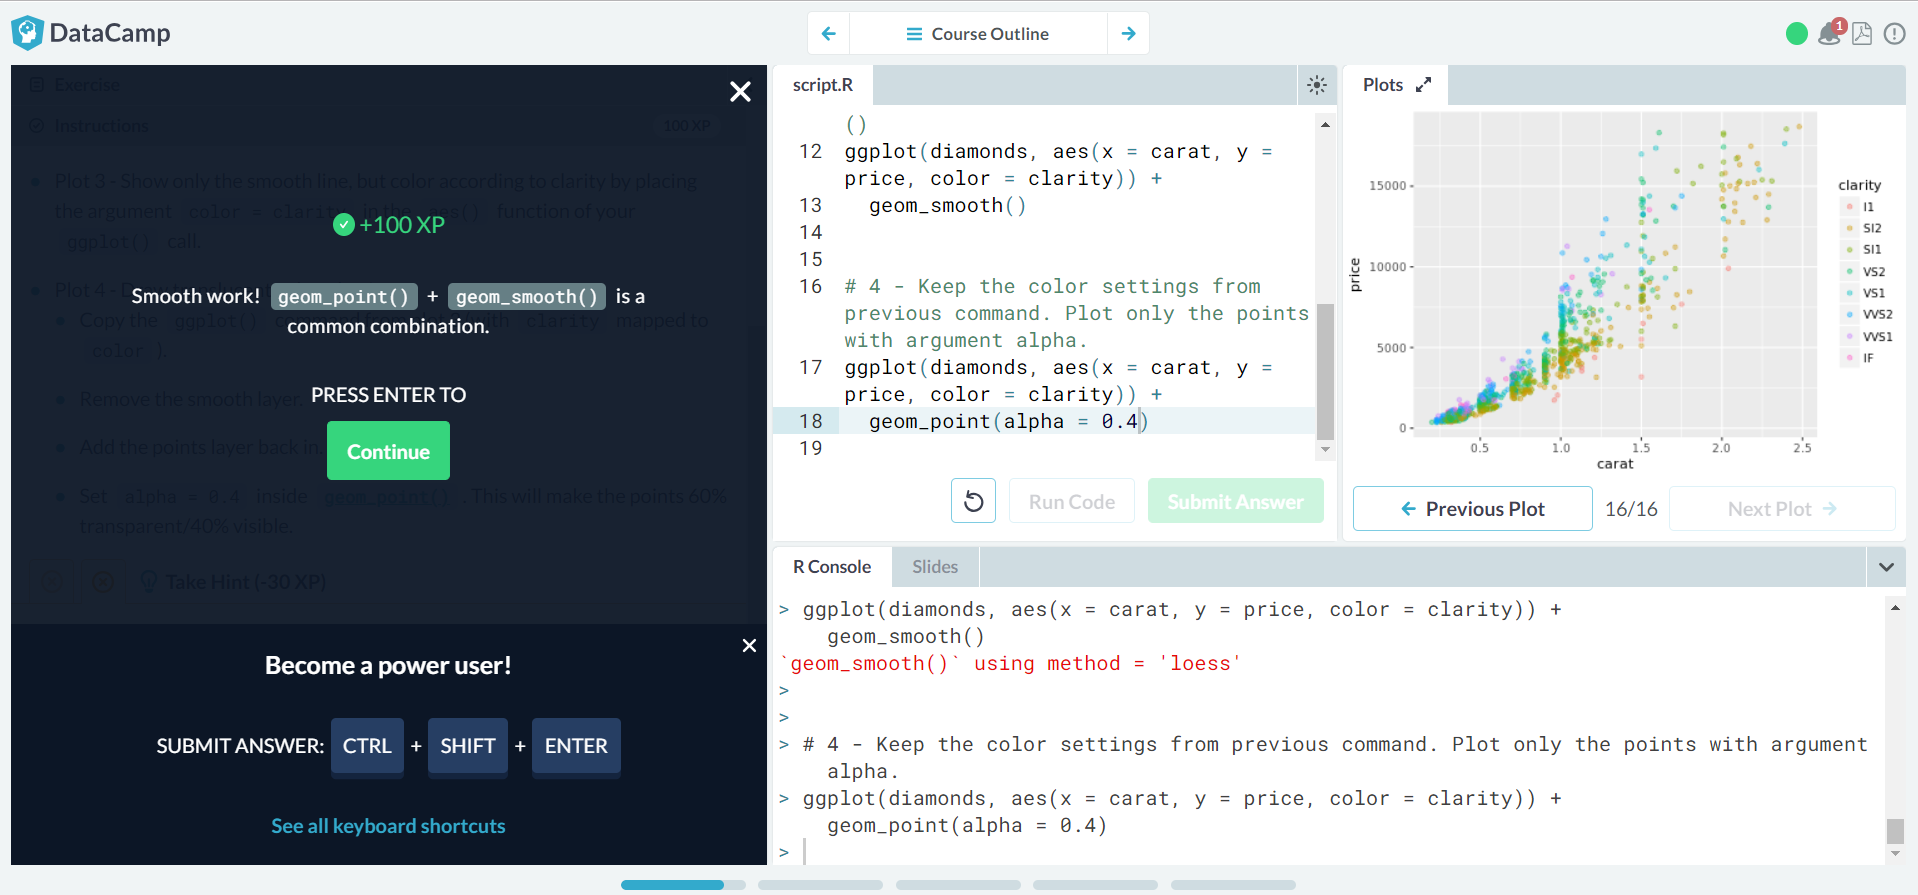 DataCamp
Course Outline
1
Exercise
Instructions
100 XP
Plot 3 - Show only the smooth line, but color according to clarity by placing
the argument color = clarity in the aes() function of your
ggplot() call.
Plot 4 -
Copy the ggplot() command from plot 3 (with clarity mapped to
color ).
Remove the smooth layer.
Add the points layer back in.
Set alpha = 0.4 inside geom_point() . This will make the points 60%
transparent/40% visible.
Take Hint (-30 XP)
+100 XP
Smooth work! geom_point() + geom_smooth() is a
common combination.
PRESS ENTER TO
Continue
Become a power user!
SUBMIT ANSWER: CTRL + SHIFT + ENTER
See all keyboard shortcuts
script.R
()
12 ggplot(diamonds, aes(x = carat, y =
price, color = clarity)) +
13 geom_smooth()
14
15
16 # 4 - Keep the color settings from
previous command. Plot only the points
with argument alpha.
17 ggplot(diamonds, aes(x = carat, y =
price, color = clarity)) +
18 geom_point(alpha = 0.4)
19
Run Code
Submit Answer
Plots
15000
10000
5000
0
price
0.5 1.0 1.5 2.0 2.5
carat
clarity
I1
SI2
SI1
VS2
VS1
VVS2
VVS1
IF
Previous Plot
16/16
Next Plot
R Console
Slides
> ggplot(diamonds, aes(x = carat, y = price, color = clarity)) +
geom_smooth()
`geom_smooth()` using method = 'loess'
>
>
> # 4 - Keep the color settings from previous command. Plot only the points with argument
alpha.
> ggplot(diamonds, aes(x = carat, y = price, color = clarity)) +
geom_point(alpha = 0.4)
>